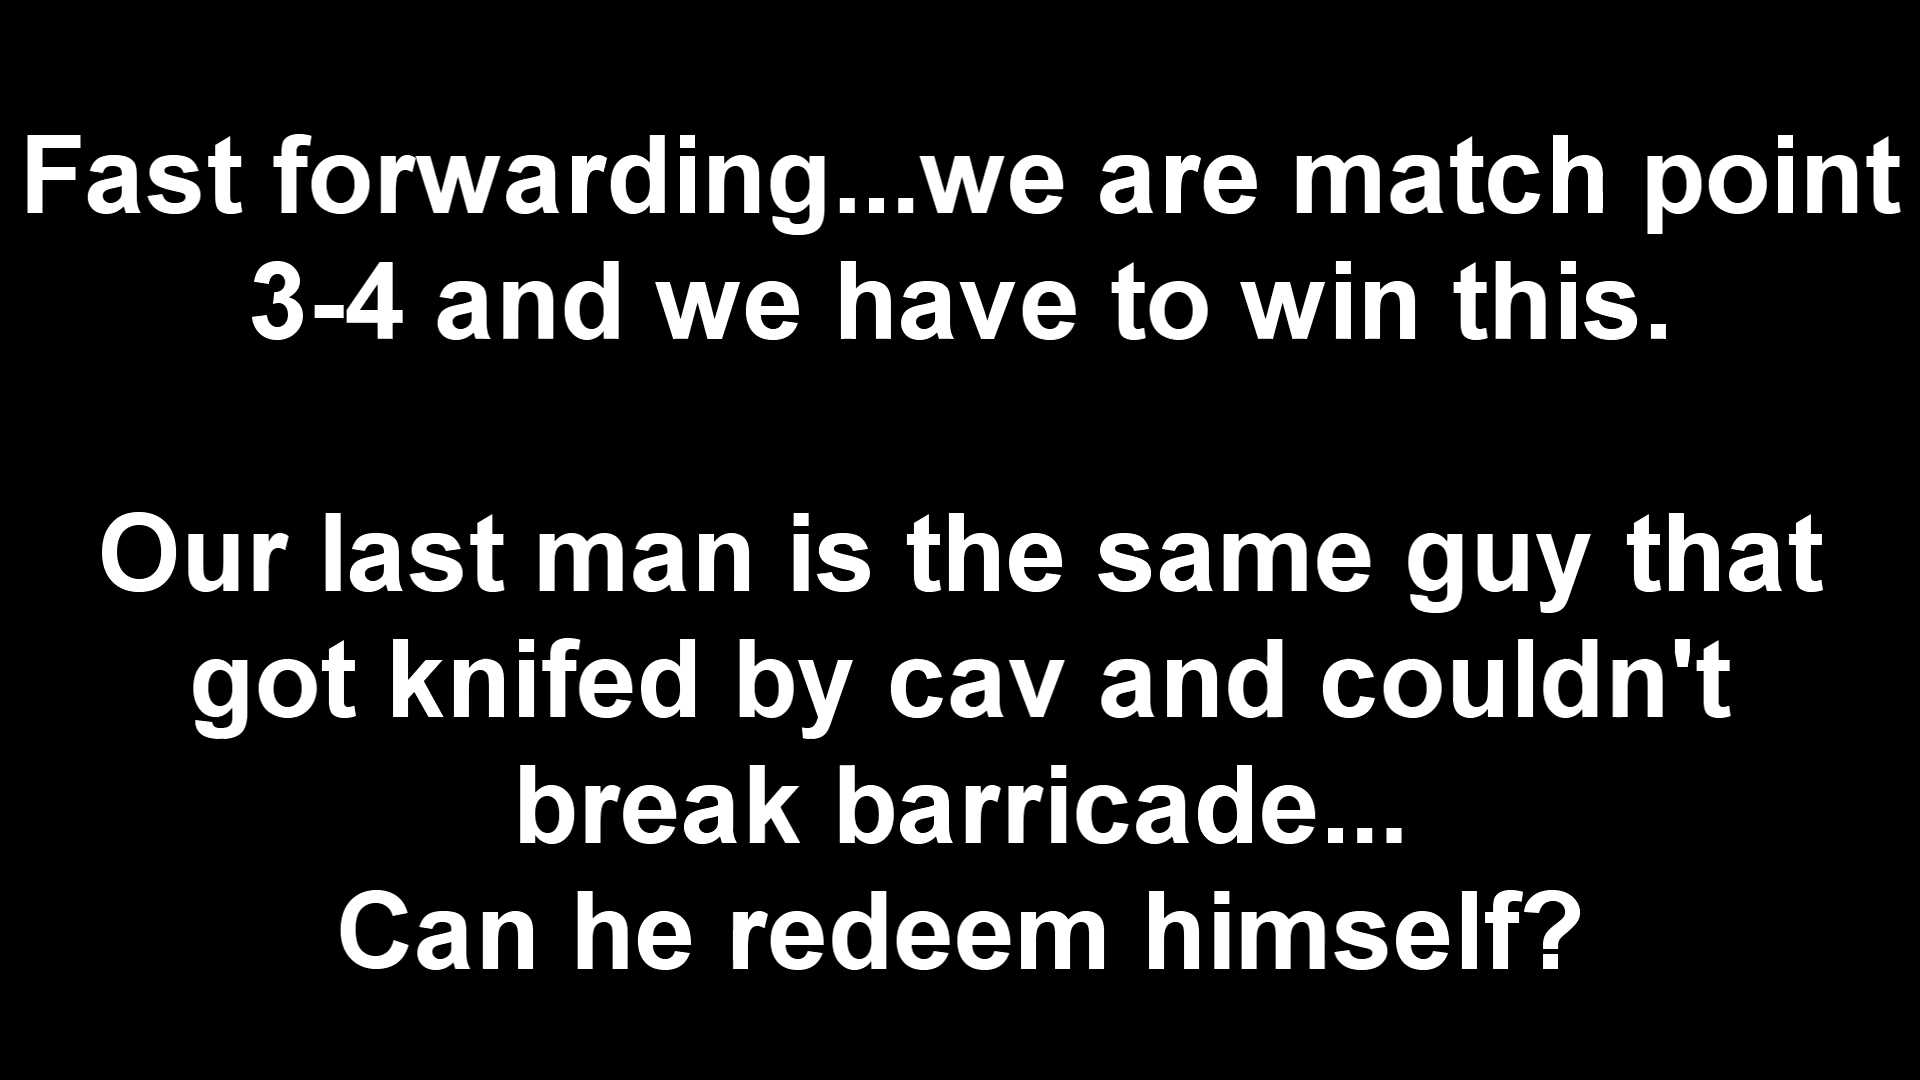 Fast forwarding...we are match point
3-4 and we have to win this.
Our last man is the same guy that
got knifed by cav and couldn't
break barricade...
Can he redeem himself?